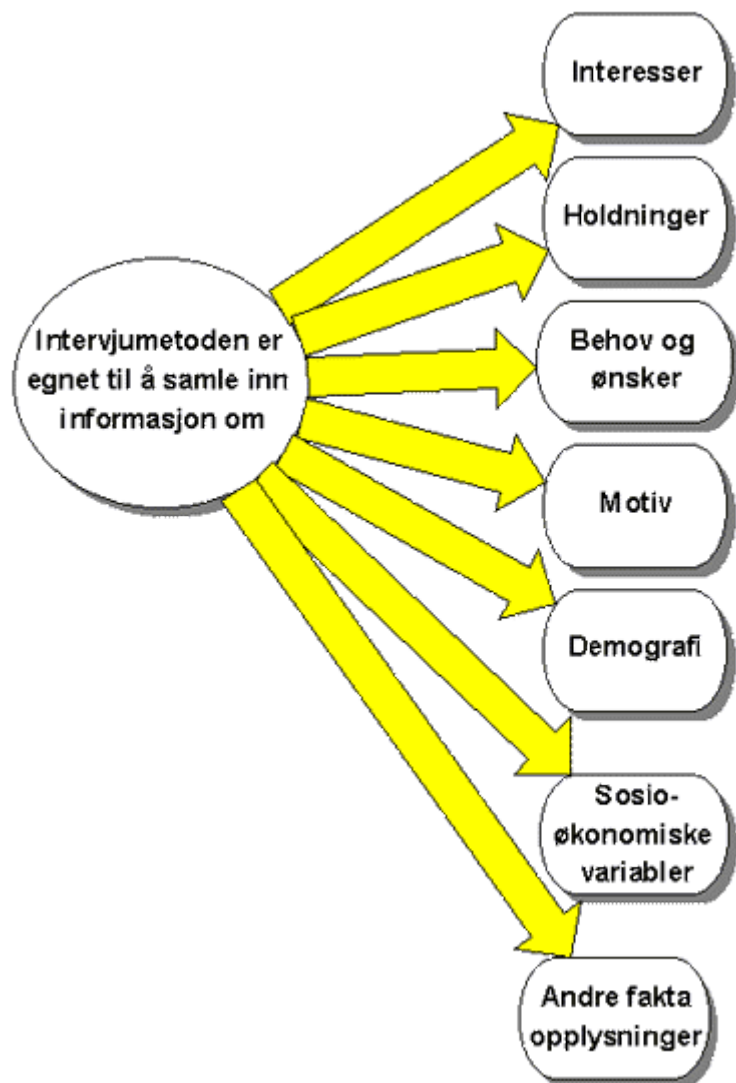 Interesser
Holdninger
Intervjumetoden er
egnet til å samle inn
informasjon om
Behov og
ønsker
Motiv
Demografi
Sosio-
økonomiske
variabler
Andre fakta
opplysninger